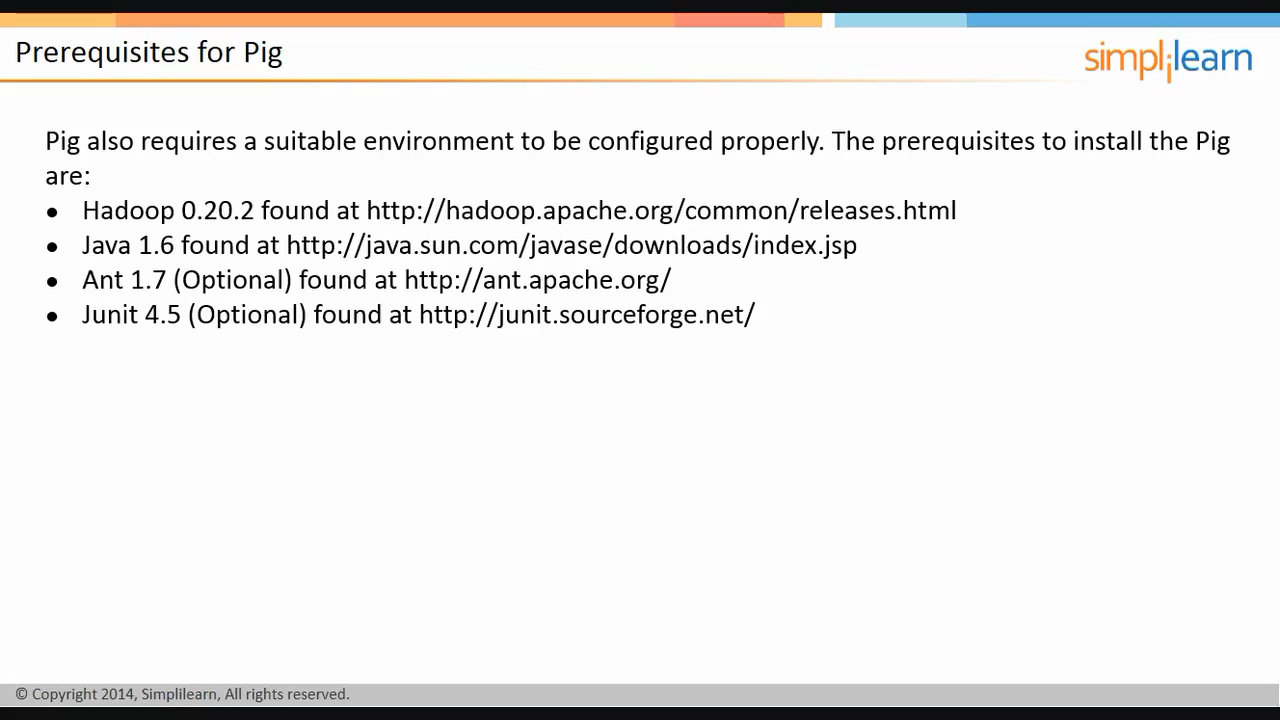 Prerequisites for Pig
simplilearn
Pig also requires a suitable environment to be configured properly. The prerequisites to install the Pig
are:
● Hadoop 0.20.2 found at http://hadoop.apache.org/common/releases.html
● Java 1.6 found at http://java.sun.com/javase/downloads/index.jsp
● Ant 1.7 (Optional) found at http://ant.apache.org/
● Junit 4.5 (Optional) found at http://junit.sourceforge.net/
© Copyright 2014, Simplilearn, All rights reserved.